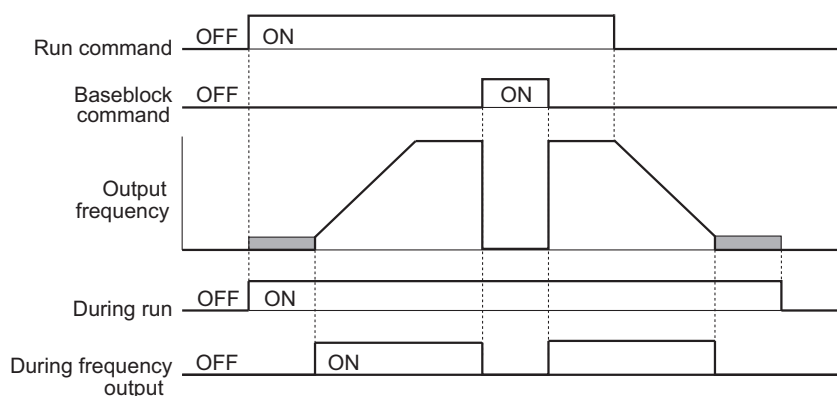 Run command OFF ON
Baseblock
command OFF ON
Output
frequency
During run OFF ON
During frequency
output OFF ON